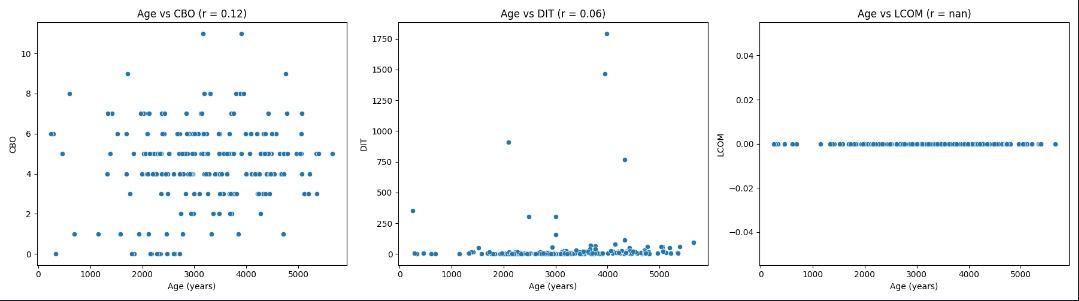 Age vs CBO (r = 0.12)
CBO
10
8
6
4
2
0
0 1000 2000 3000 4000 5000
Age (years)
Age vs DIT (r = 0.06)
DIT
1750
1500
1250
1000
750
500
250
0
0 1000 2000 3000 4000 5000
Age (years)
Age vs LCOM (r = nan)
LCOM
0.04
0.02
0.00
−0.02
−0.04
0 1000 2000 3000 4000 5000
Age (years)